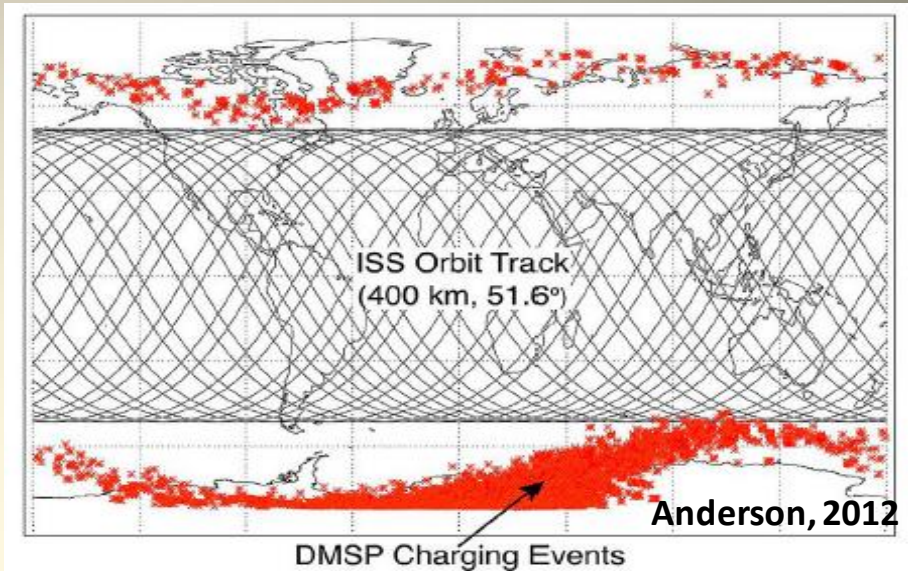 ISS Orbit Track
(400 km, 51.6°)
Anderson, 2012
DMSP Charging Events